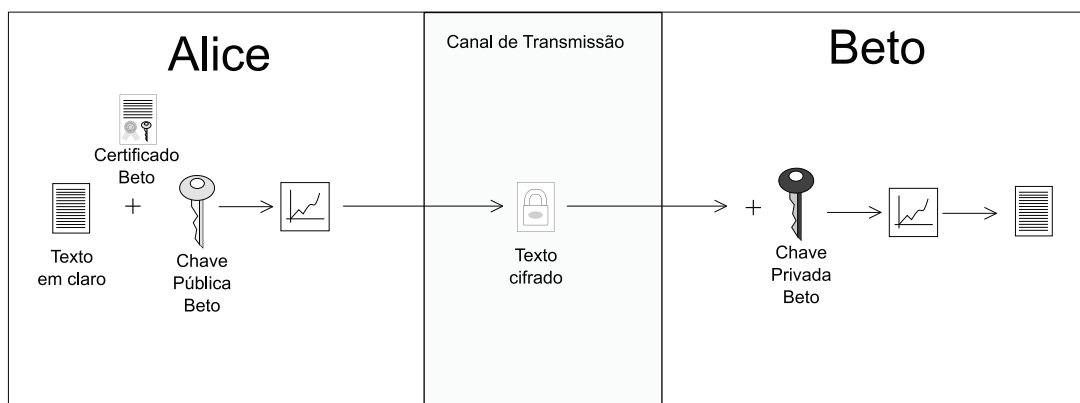 Alice
Canal de Transmissão
Beto
Certificado
Beto
+
Texto
em claro
Chave
Pública
Beto
Texto
cifrado
+
Chave
Privada
Beto